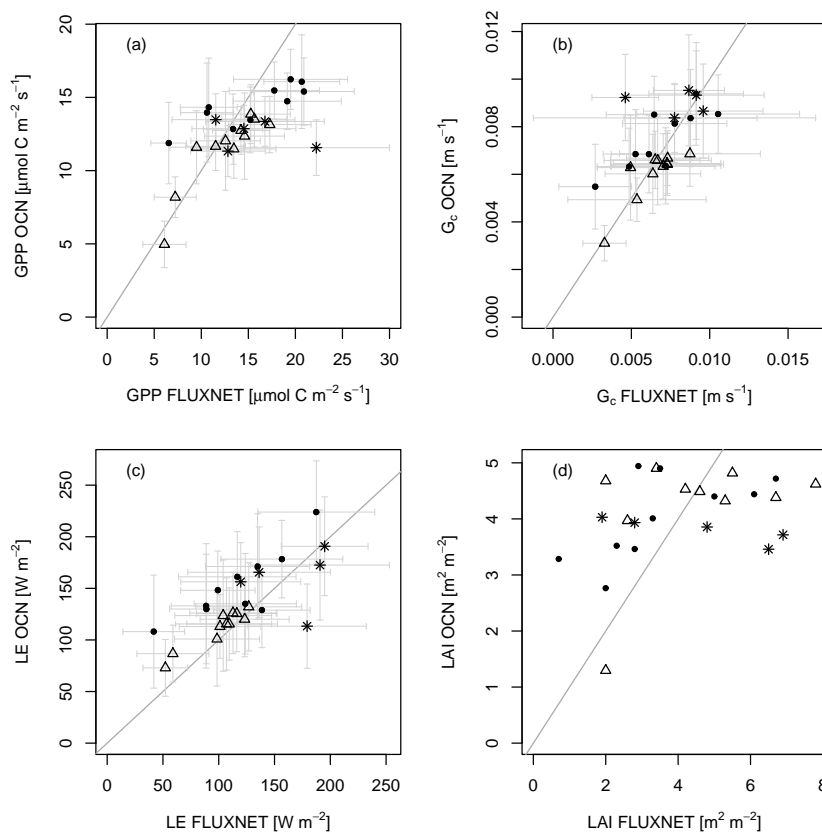 (a)
20
15
10
5
0
GPP OCN [μmol C m⁻² s⁻¹]
0 5 10 15 20 25 30
GPP FLUXNET [μmol C m⁻² s⁻¹]
(b)
0.012
0.008
0.004
0.000
G_c OCN [m s⁻¹]
0.000 0.005 0.010 0.015
G_c FLUXNET [m s⁻¹]
(c)
250
200
150
100
50
0
LE OCN [W m⁻²]
0 50 100 150 200 250
LE FLUXNET [W m⁻²]
(d)
5
4
3
2
1
0
LAI OCN [m² m⁻²]
0 2 4 6 8
LAI FLUXNET [m² m⁻²]